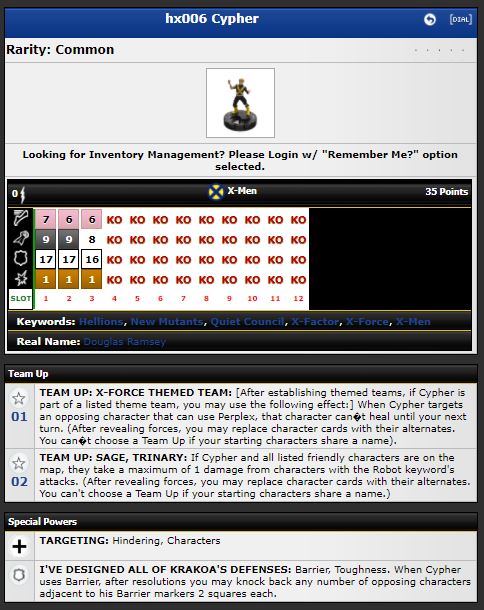 hx006 Cypher
[DIAL]
Rarity: Common
Looking for Inventory Management? Please Login w/ "Remember Me?" option
selected.
0 X-Men 35 Points
7 6 6 KO KO KO KO KO KO KO KO KO
9 9 8 KO KO KO KO KO KO KO KO KO
17 17 16 KO KO KO KO KO KO KO KO KO
1 1 1 KO KO KO KO KO KO KO KO KO
SLOT 1 2 3 4 5 6 7 8 9 10 11 12
Keywords: Hellions, New Mutants, Quiet Council, X-Factor, X-Force, X-Men
Real Name: Douglas Ramsey
Team Up
01
TEAM UP: X-FORCE THEMED TEAM: [After establishing themed teams, if Cypher is
part of a listed theme team, you may use the following effect:] When Cypher targets
an opposing character that can use Perplex, that character can�t heal until your next
turn. (After revealing forces, you may replace character cards with their alternates.
You can�t choose a Team Up if your starting characters share a name).
02
TEAM UP: SAGE, TRINARY: If Cypher and all listed friendly characters are on the
map, they take a maximum of 1 damage from characters with the Robot keyword's
attacks. (After revealing forces, you may replace character cards with their alternates.
You can't choose a Team Up if your starting characters share a name.)
Special Powers
TARGETING: Hindering, Characters
I'VE DESIGNED ALL OF KRAKOA'S DEFENSES: Barrier, Toughness. When Cypher
uses Barrier, after resolutions you may knock back any number of opposing characters
adjacent to his Barrier markers 2 squares each.